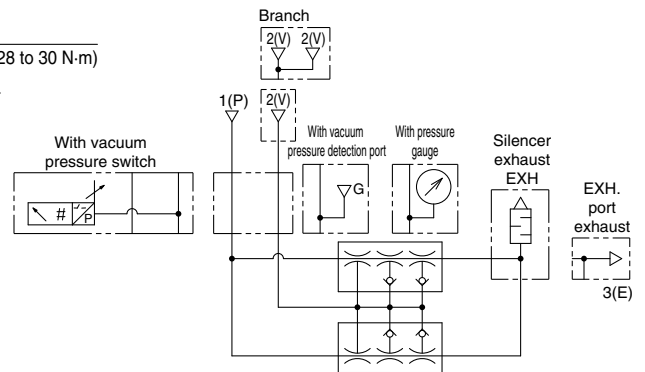 Branch
2(V) 2(V)
28 to 30 N·m)
1(P)
2(V)
With vacuum
pressure switch
With vacuum
pressure detection port
With pressure
gauge
Silencer
exhaust
EXH
EXH.
port
exhaust
G
#
P
3(E)